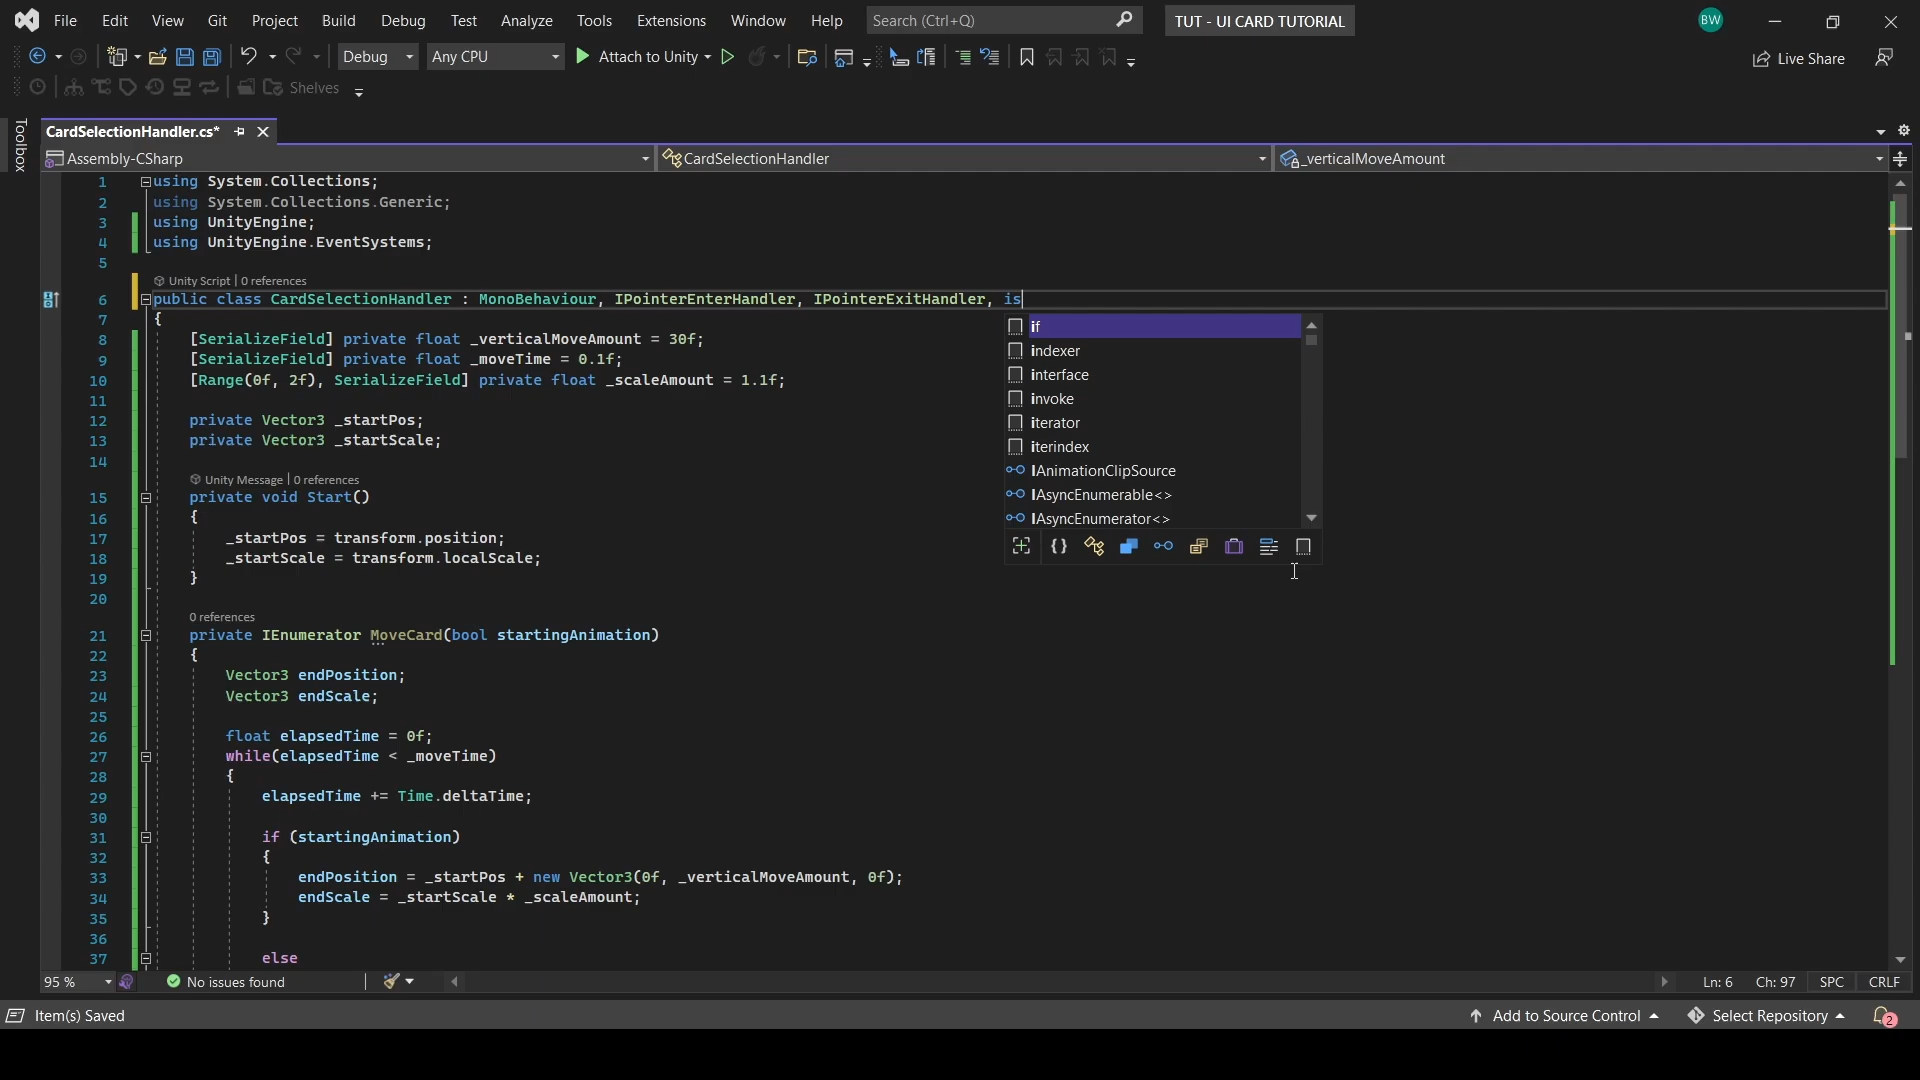 File Edit View Git Project Build Debug Test Analyze Tools Extensions Window Help Search (Ctrl+Q) TUT - UI CARD TUTORIAL BW
Debug Any CPU Attach to Unity Live Share
Shelves
Toolbox
CardSelectionHandler.cs*
Assembly-CSharp CardSelectionHandler _verticalMoveAmount
1 using System.Collections;
2 using System.Collections.Generic;
3 using UnityEngine;
4 using UnityEngine.EventSystems;
5
Unity Script | 0 references
6 public class CardSelectionHandler : MonoBehaviour, IPointerEnterHandler, IPointerExitHandler, is
7 {
8 [SerializeField] private float _verticalMoveAmount = 30f;
9 [SerializeField] private float _moveTime = 0.1f;
10 [Range(0f, 2f), SerializeField] private float _scaleAmount = 1.1f;
11
12 private Vector3 _startPos;
13 private Vector3 _startScale;
14
Unity Message | 0 references
15 private void Start()
16 {
17 _startPos = transform.position;
18 _startScale = transform.localScale;
19 }
20
0 references
21 private IEnumerator MoveCard(bool startingAnimation)
22 {
23 Vector3 endPosition;
24 Vector3 endScale;
25
26 float elapsedTime = 0f;
27 while(elapsedTime < _moveTime)
28 {
29 elapsedTime += Time.deltaTime;
30
31 if (startingAnimation)
32 {
33 endPosition = _startPos + new Vector3(0f, _verticalMoveAmount, 0f);
34 endScale = _startScale * _scaleAmount;
35 }
36
37 else
if
indexer
interface
invoke
iterator
iterindex
IAnimationClipSource
IAsyncEnumerable<>
IAsyncEnumerator<>
95 % No issues found Ln: 6 Ch: 97 SPC CRLF
Item(s) Saved Add to Source Control Select Repository 2